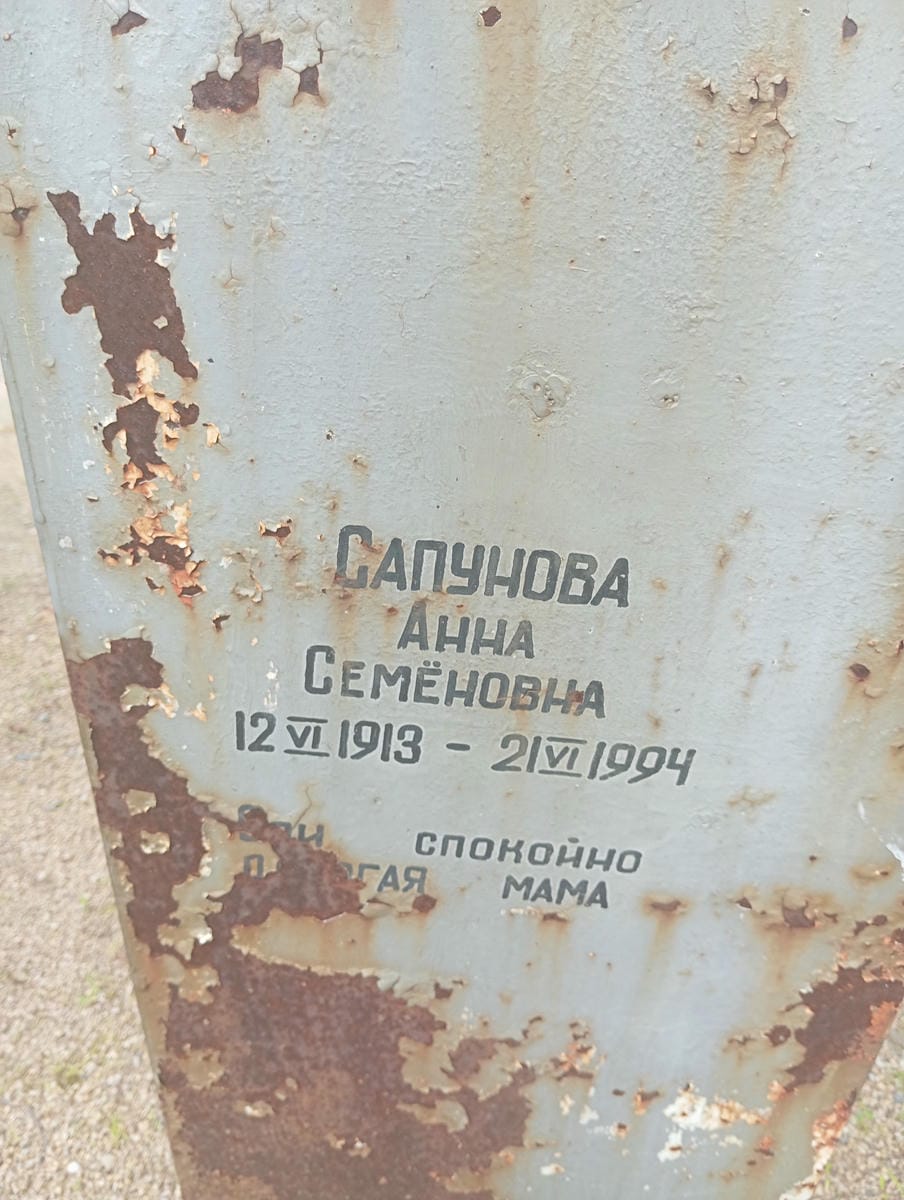 Сапунова
Анна
Семёновна
12 VI 1913 - 21 VI 1994
спокойно
мама